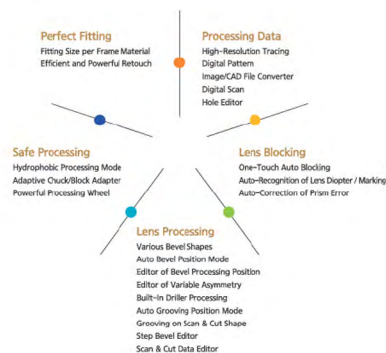 Perfect Fitting
Fitting Size per Frame Material
Efficient and Powerful Retouch
Processing Data
High-Resolution Tracing
Digital Pattern
Image/CAD File Converter
Digital Scan
Hole Editor
Safe Processing
Hydrophobic Processing Mode
Adaptive Chuck/Block Adapter
Powerful Processing Wheel
Lens Blocking
One-Touch Auto Blocking
Auto-Recognition of Lens Diopter / Marking
Auto-Correction of Prism Error
Lens Processing
Various Bevel Shapes
Auto Bevel Position Mode
Editor of Bevel Processing Position
Editor of Variable Asymmetry
Built-In Driller Processing
Auto Grooving Position Mode
Grooving on Scan & Cut Shape
Step Bevel Editor
Scan & Cut Data Editor